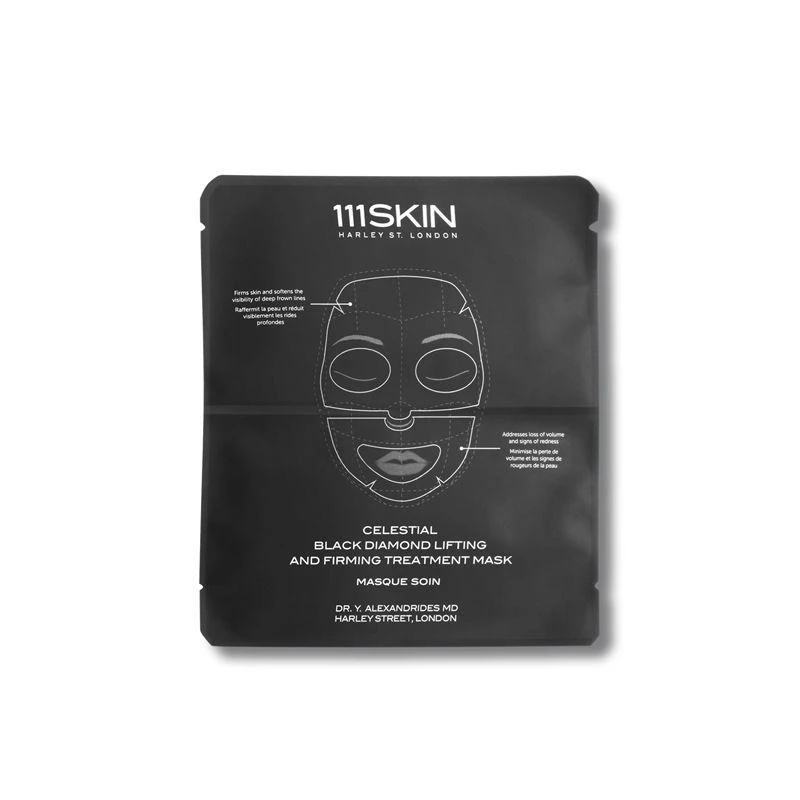 111SKIN
HARLEY ST. LONDON
Firms skin and softens the
visibility of deep frown lines
Raffermit la peau et réduit
visiblement les rides
profondes
Addresses loss of volume
and signs of redness
Minimise la perte de
volume et les signes de
rougeurs de la peau
CELESTIAL
BLACK DIAMOND LIFTING
AND FIRMING TREATMENT MASK
MASQUE SOIN
DR. Y. ALEXANDRIDES MD
HARLEY STREET, LONDON